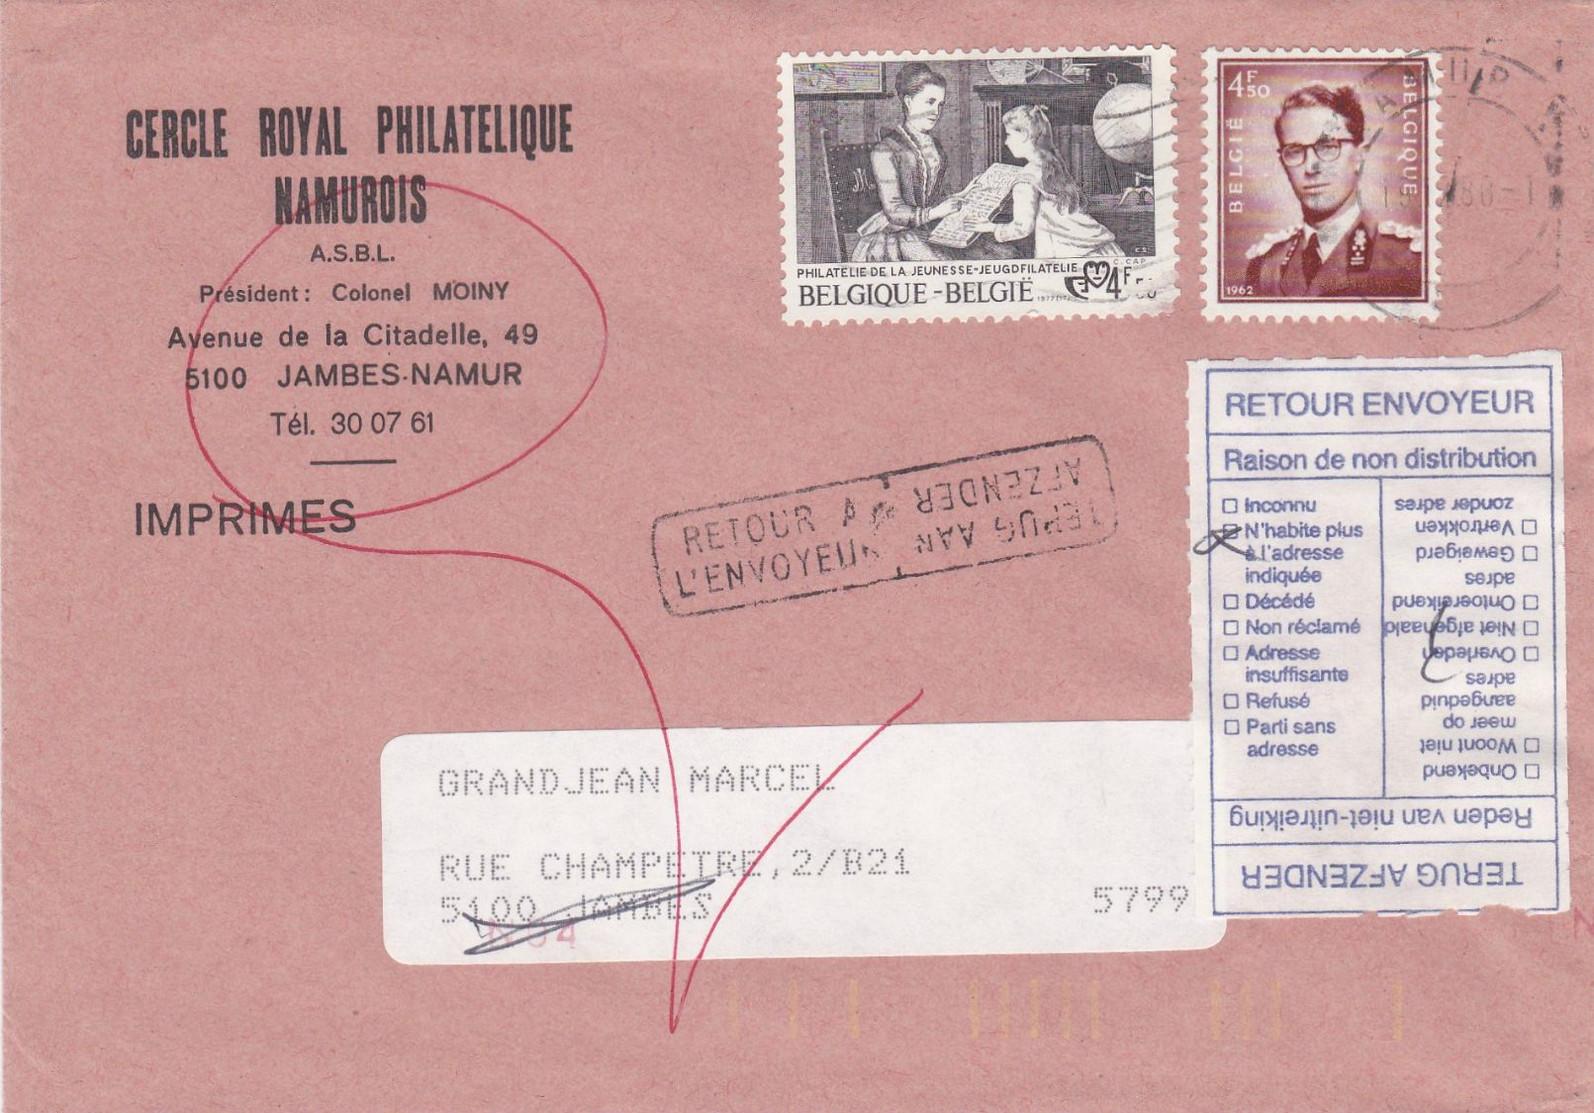 CERCLE ROYAL PHILATELIQUE
NAMUROIS
A.S.B.L.
Président : Colonel MOINY
Avenue de la Citadelle, 49
5100 JAMBES-NAMUR
Tél. 30 07 61
IMPRIMES
PHILATELIE DE LA JEUNESSE-JEUGDFILATELIE
C. CAP
BELGIQUE - BELGIË
4F
4F50
BELGIË
BELGIQUE
1962
RETOUR A
L'ENVOYEUR
TERUG AAN
AFZENDER
RETOUR ENVOYEUR
Raison de non distribution
Inconnu
N'habite plus
à l'adresse
indiquée
Décédé
Non réclamé
Adresse
insuffisante
Refusé
Parti sans
adresse
TERUG AFZENDER
Reden van niet-uitreiking
Onbekend
Woont niet
meer op
aangeduid
adres
Overleden
Niet afgehaald
Ontoereikend
adres
Geweigerd
Vertrokken
zonder adres
GRANDJEAN MARCEL
RUE CHAMPETRE,2/B21
5100 JAMBES
5799